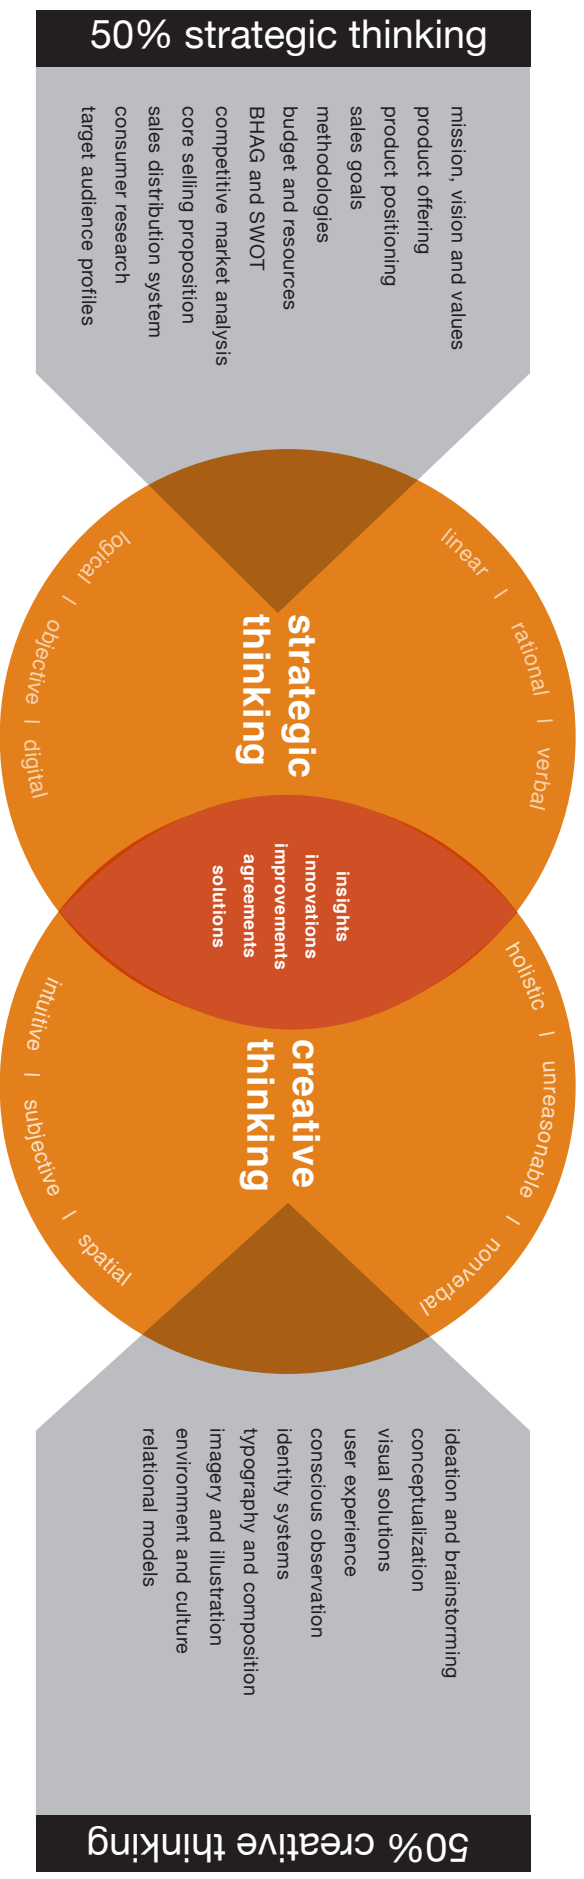 50% strategic thinking
mission, vision and values
product offering
product positioning
sales goals
methodologies
budget and resources
BHAG and SWOT
competitive market analysis
core selling proposition
sales distribution system
consumer research
target audience profiles
linear | rational | verbal
strategic
thinking
logical | objective | digital
insights
innovations
improvements
agreements
solutions
holistic | unreasonable | nonverbal
creative
thinking
intuitive | subjective | spatial
ideation and brainstorming
conceptualization
visual solutions
user experience
conscious observation
identity systems
typography and composition
imagery and illustration
environment and culture
relational models
50% creative thinking